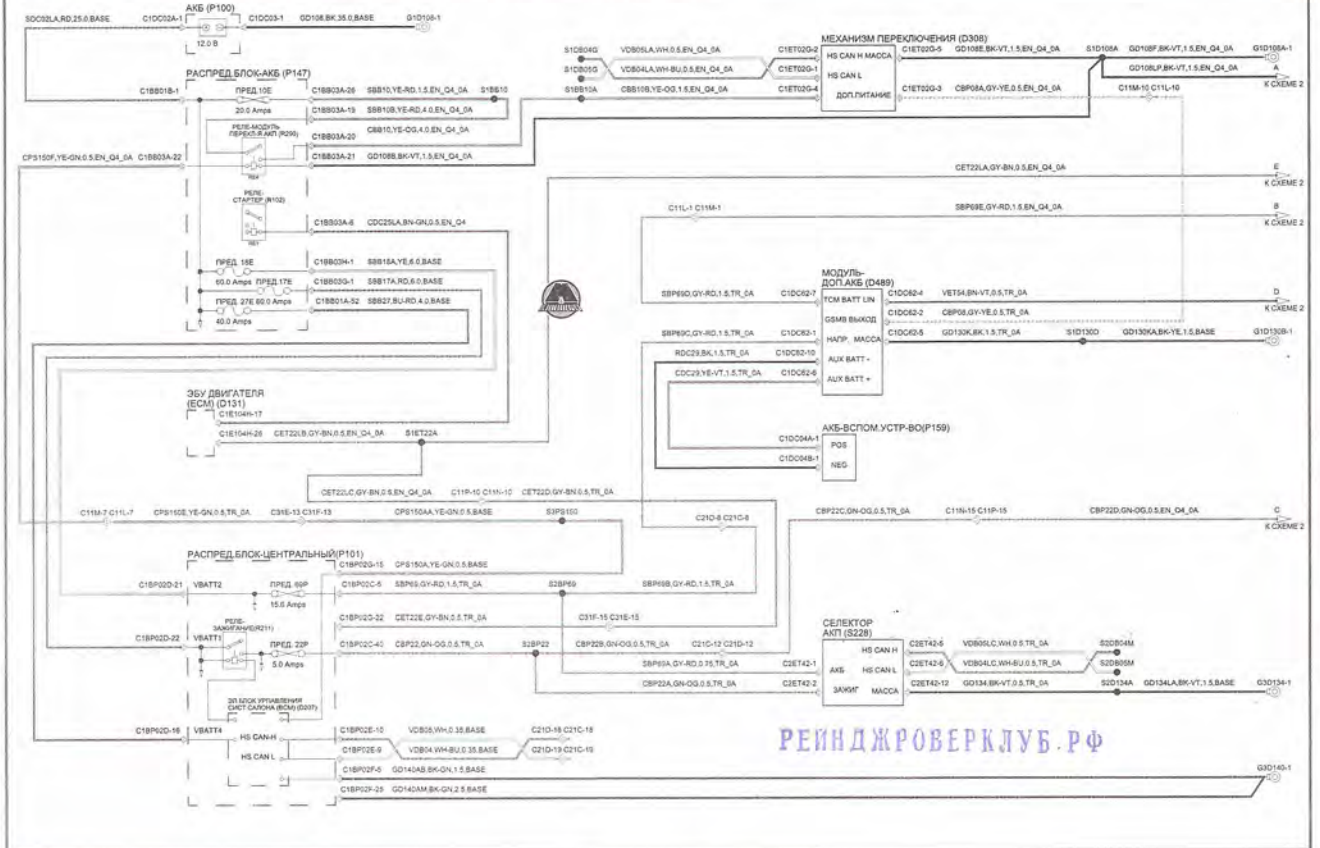 АКБ (P100)
SDC02LA,RD,25.0,BASE C1DC02A-1 C1DC03-1 GD108,BK,35.0,BASE G1D108-1
12.0 В
МЕХАНИЗМ ПЕРЕКЛЮЧЕНИЯ (D308)
S1DB04G VDB05LA,WH,0.5,EN_Q4_0A C1ET02G-2 HS CAN H МАССА C1ET02G-5 GD108E,BK-VT,1.5,EN_Q4_0A S1D108A GD108F,BK-VT,1.5,EN_Q4_0A G1D108A-1
S1DB05G VDB04LA,WH-BU,0.5,EN_Q4_0A C1ET02G-1 HS CAN L GD108LP,BK-VT,1.5,EN_Q4_0A А
К СХЕМЕ 2
РАСПРЕД.БЛОК-АКБ (P147)
C1BB01B-1 ПРЕД.10E C1BB03A-26 SBB10,YE-RD,1.5,EN_Q4_0A S1BB10 S1BB10A CBB10B,YE-OG,1.5,EN_Q4_0A C1ET02G-4 ДОП.ПИТАНИЕ C1ET02G-3 CBP08A,GY-YE,0.5,EN_Q4_0A C11M-10 C11L-10
20.0 Amps C1BB03A-19 SBB10B,YE-RD,4.0,EN_Q4_0A
РЕЛЕ-МОДУЛЬ
ПЕРЕКЛ-Я АКП (R290)
C1BB03A-20 CBB10,YE-OG,4.0,EN_Q4_0A
CPS150F,YE-GN,0.5,EN_Q4_0A C1BB03A-22 C1BB03A-21 GD108B,BK-VT,1.5,EN_Q4_0A
RE4
CET22LA,GY-BN,0.5,EN_Q4_0A E
К СХЕМЕ 2
РЕЛЕ-
СТАРТЕР (R102)
C11L-1 C11M-1 SBP69E,GY-RD,1.5,EN_Q4_0A B
К СХЕМЕ 2
C1BB03A-6 CDC25LA,BN-GN,0.5,EN_Q4
RE1
ПРЕД. 18E C1BB03H-1 SBB18A,YE,6.0,BASE
60.0 Amps ПРЕД.17E C1BB03G-1 SBB17A,RD,6.0,BASE
ПРЕД. 27E 60.0 Amps C1BB01A-52 SBB27,BU-RD,4.0,BASE
40.0 Amps
МОДУЛЬ-
ДОП.АКБ (D489)
SBP69D,GY-RD,1.5,TR_0A C1DC62-7 TCM BATT LIN C1DC62-4 VET54,BN-VT,0.5,TR_0A D
К СХЕМЕ 2
GSMB ВЫХОД C1DC62-2 CBP08,GY-YE,0.5,TR_0A
SBP69C,GY-RD,1.5,TR_0A C1DC62-1 НАПР. МАССА C1DC62-5 GD130K,BK,1.5,TR_0A S1D130D GD130KA,BK-YE,1.5,BASE G1D130B-1
RDC29,BK,1.5,TR_0A C1DC62-10 AUX BATT -
CDC29,YE-VT,1.5,TR_0A C1DC62-6 AUX BATT +
ЭБУ ДВИГАТЕЛЯ
(ECM) (D131)
C1E104H-17
C1E104H-26 CET22LB,GY-BN,0.5,EN_Q4_0A S1ET22A
АКБ-ВСПОМ.УСТР-ВО(P159)
C1DC04A-1 POS
C1DC04B-1 NEG
CET22LC,GY-BN,0.5,EN_Q4_0A C11P-10 C11N-10 CET22D,GY-BN,0.5,TR_0A
C11M-7 C11L-7 CPS150E,YE-GN,0.5,TR_0A C31E-13 C31F-13 CPS150AA,YE-GN,0.5,BASE S3PS150 C21D-8 C21C-8 CBP22C,GN-OG,0.5,TR_0A C11N-15 C11P-15 CBP22D,GN-OG,0.5,EN_Q4_0A C
К СХЕМЕ 2
РАСПРЕД.БЛОК-ЦЕНТРАЛЬНЫЙ(P101)
C1BP02G-15 CPS150A,YE-GN,0.5,BASE
C1BP02D-21 VBATT2 ПРЕД. 69P C1BP02C-5 SBP69,GY-RD,1.5,TR_0A S2BP69 SBP69B,GY-RD,1.5,TR_0A
15.0 Amps
C1BP02G-22 CET22E,GY-BN,0.5,TR_0A C31F-15 C21E-15
РЕЛЕ-
ЗАЖИГАНИЕ(R211)
C1BP02D-22 VBATT1 ПРЕД. 22P C1BP02C-40 CBP22,GN-OG,0.5,TR_0A S2BP22 CBP22B,GN-OG,0.5,TR_0A C21C-12 C21D-12
5.0 Amps
СЕЛЕКТОР
АКП (S228)
HS CAN H C2ET42-5 VDB05LC,WH,0.5,TR_0A S2DB04M
SBP69A,GY-RD,0.75,TR_0A C2ET42-1 АКБ HS CAN L C2ET42-6 VDB04LC,WH-BU,0.5,TR_0A S2DB05M
CBP22A,GN-OG,0.5,TR_0A C2ET42-2 ЗАЖИГ МАССА C2ET42-12 GD134,BK-VT,0.5,TR_0A S2D134A GD134LA,BK-VT,1.5,BASE G3D134-1
ЭЛ.БЛОК УПРАВЛЕНИЯ
СИСТ САЛОНА (BCM) (D207)
C1BP02D-16 VBATT4 HS CAN-H C1BP02E-10 VDB05,WH,0.35,BASE C21D-18 C21C-18
HS CAN L C1BP02E-9 VDB04,WH-BU,0.35,BASE C21D-19 C21C-19
C1BP02F-5 GD140AB,BK-GN,1.5,BASE G3D140-1
C1BP02F-25 GD140AM,BK-GN,2.5,BASE
РЕИНДЖРОВЕРКЛУБ.РФ